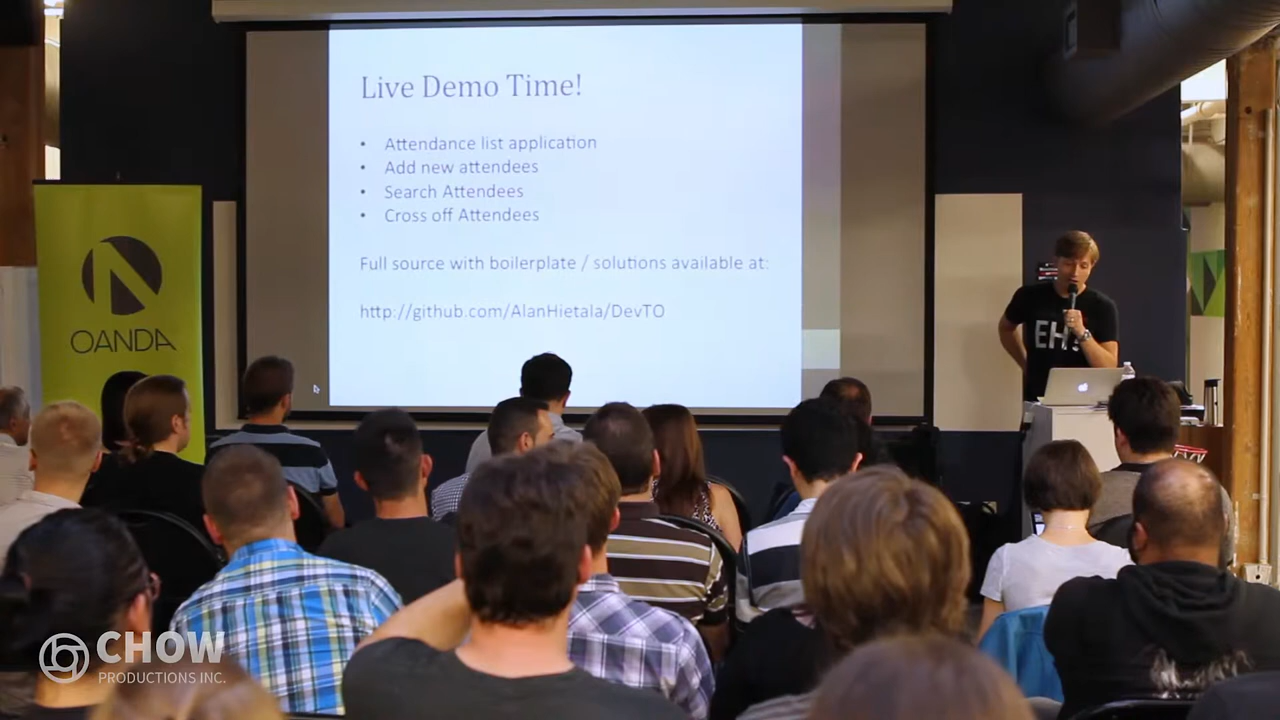 Live Demo Time!
• Attendance list application
• Add new attendees
• Search Attendees
• Cross off Attendees
Full source with boilerplate / solutions available at:
http://github.com/AlanHietala/DevTO
OANDA
EH
CHOW
PRODUCTIONS INC.